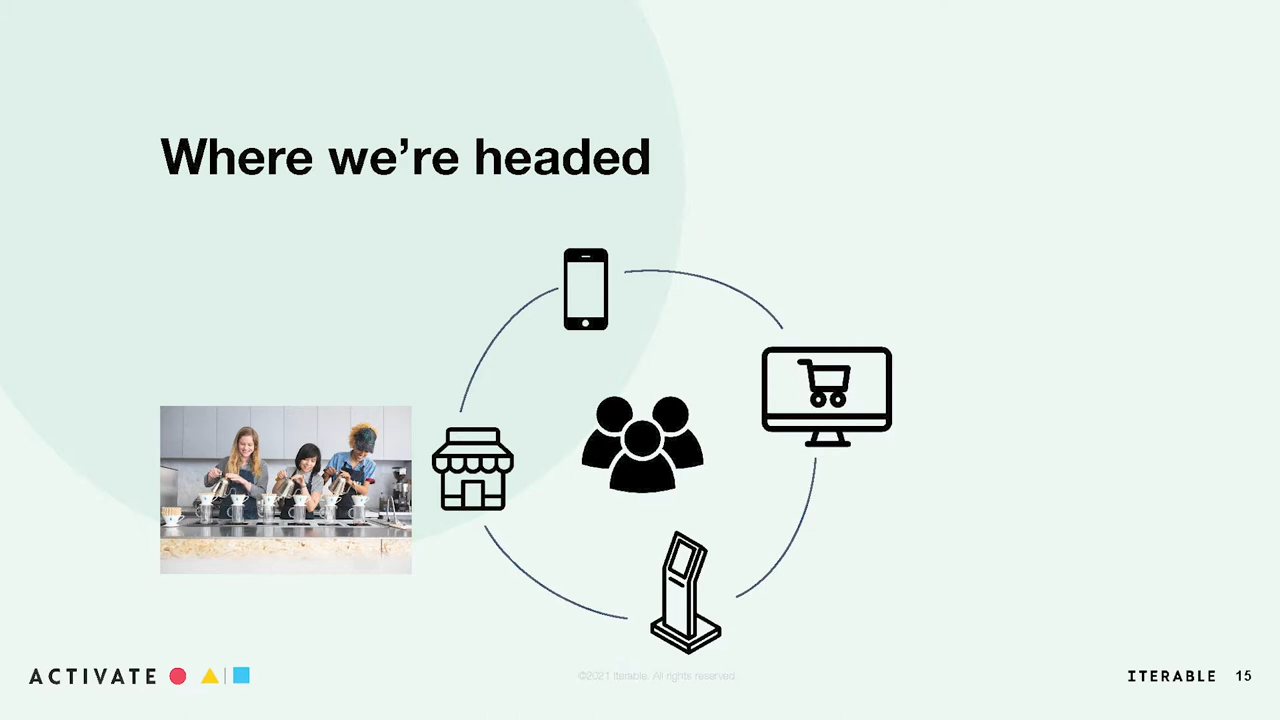 Where we're headed
ACTIVATE
©2021 Iterable. All rights reserved.
ITERABLE 15